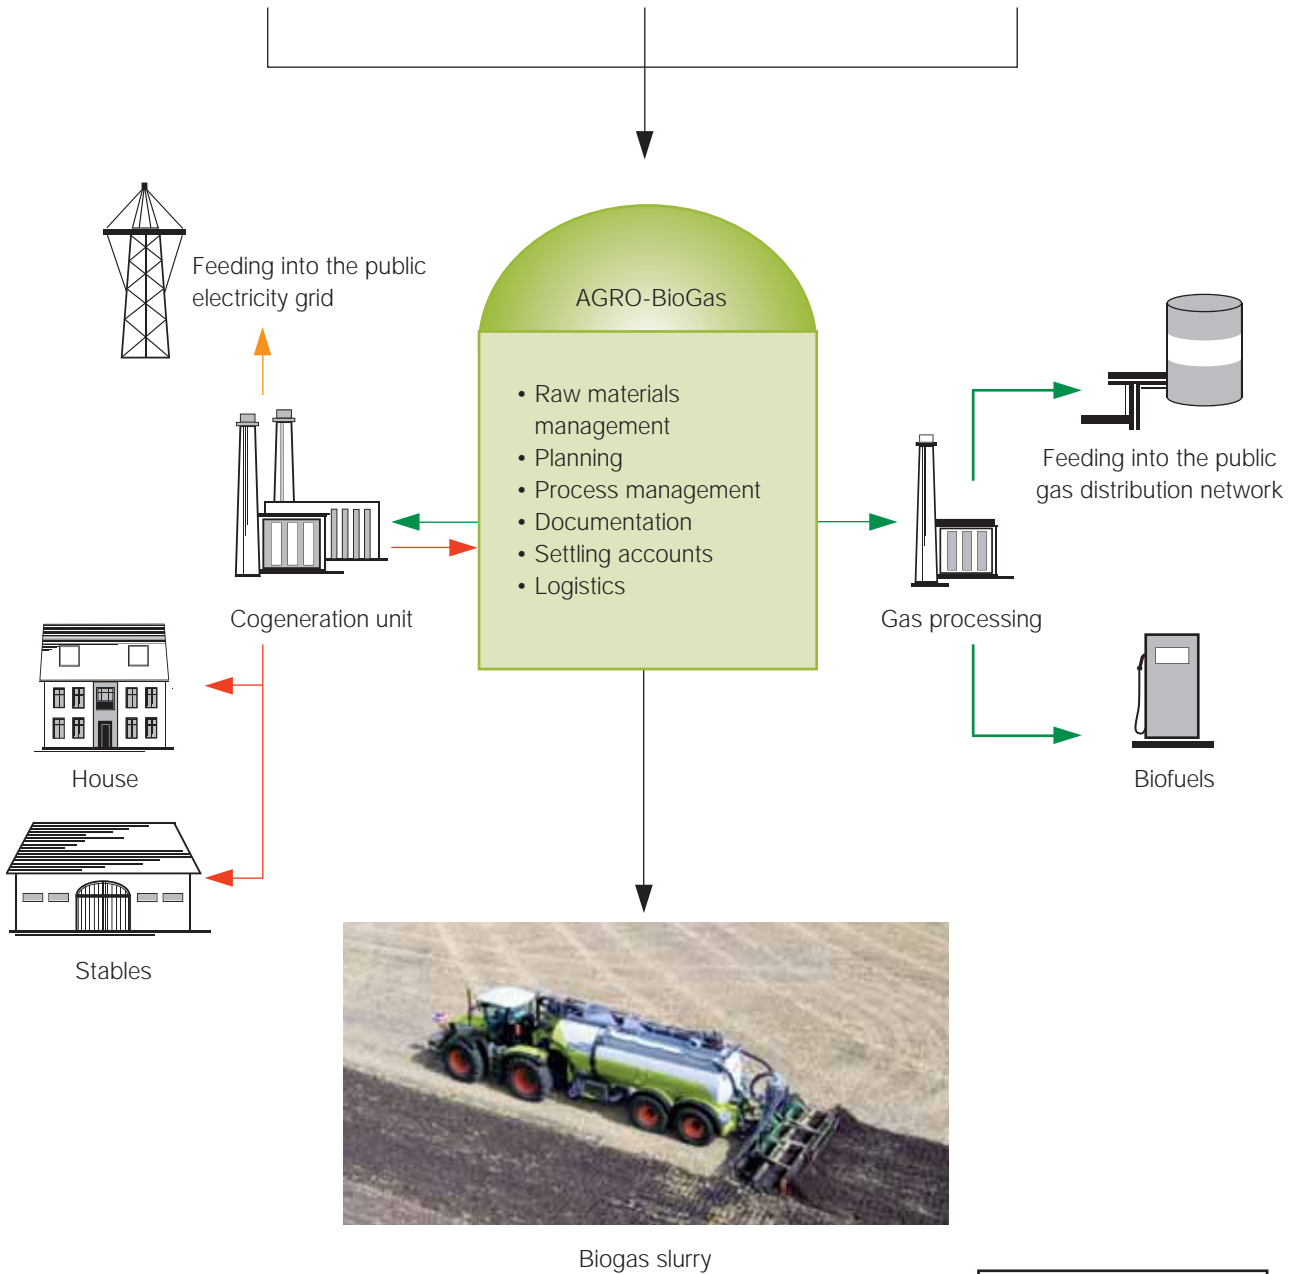 Feeding into the public
electricity grid
AGRO-BioGas
• Raw materials
management
• Planning
• Process management
• Documentation
• Settling accounts
• Logistics
Feeding into the public
gas distribution network
Cogeneration unit
Gas processing
House
Biofuels
Stables
Biogas slurry